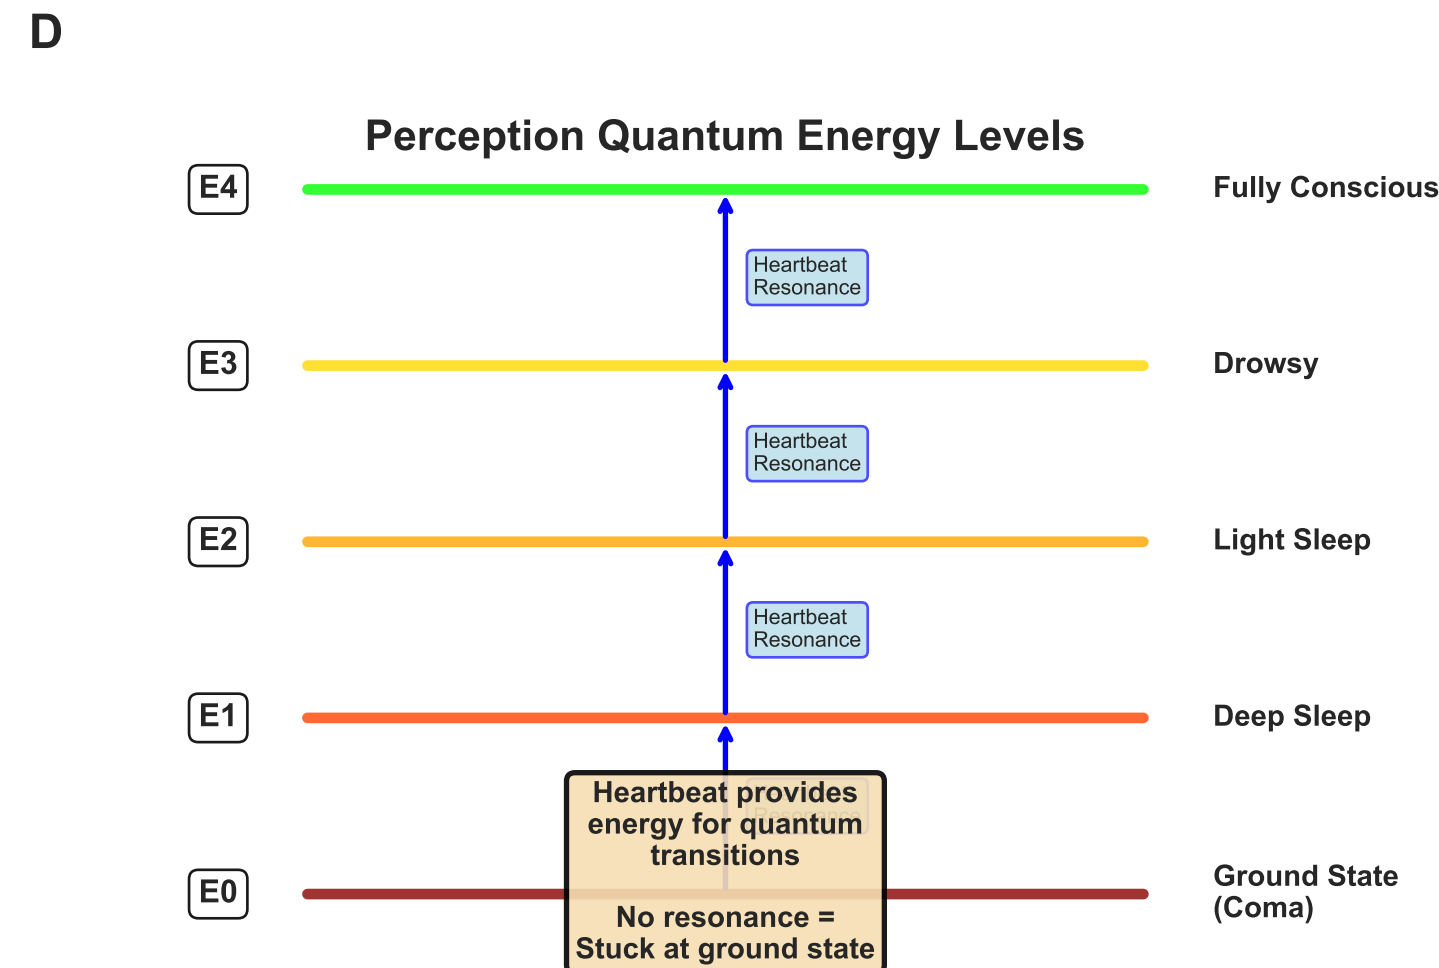 D
Perception Quantum Energy Levels
E4
Fully Conscious
Heartbeat
Resonance
E3
Drowsy
Heartbeat
Resonance
E2
Light Sleep
Heartbeat
Resonance
E1
Deep Sleep
Heartbeat provides
energy for quantum
transitions
Resonance
E0
Ground State
(Coma)
No resonance =
Stuck at ground state